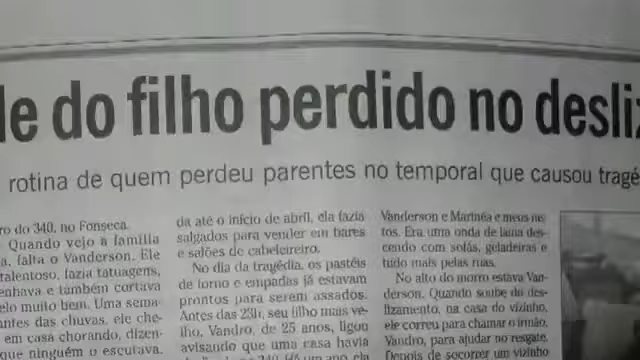 de do filho perdido no desliz
rotina de quem perdeu parentes no temporal que causou tragé
ro do 340, no Fonseca.
Quando vejo a família
falta o Vanderson. Ele
talentoso, fazia tatuagens,
enhava e também cortava
elo muito bem. Uma sema-
antes das chuvas, ele che-
em casa chorando, dizen-
que ninguém o escutava.
da até o início de abril, ela fazia
salgados para vender em bares
e salões de cabeleireiro.
No dia da tragédia, os pastéis
de forno e empadas já estavam
prontos para serem assados.
Antes das 23h, seu filho mais ve-
lho, Vandro, de 25 anos, ligou
avisando que uma casa havia
Vanderson e Marinéa e meus ne-
tos. Era uma onda de lama des-
cendo com sofás, geladeiras e
tudo mais pelas ruas.
No alto do morro estava Van-
derson. Quando soube do des-
lizamento, na casa do vizinho,
ele correu para chamar o irmão,
Vandro, para ajudar no resgate.
Depois de socorrer um vizinho